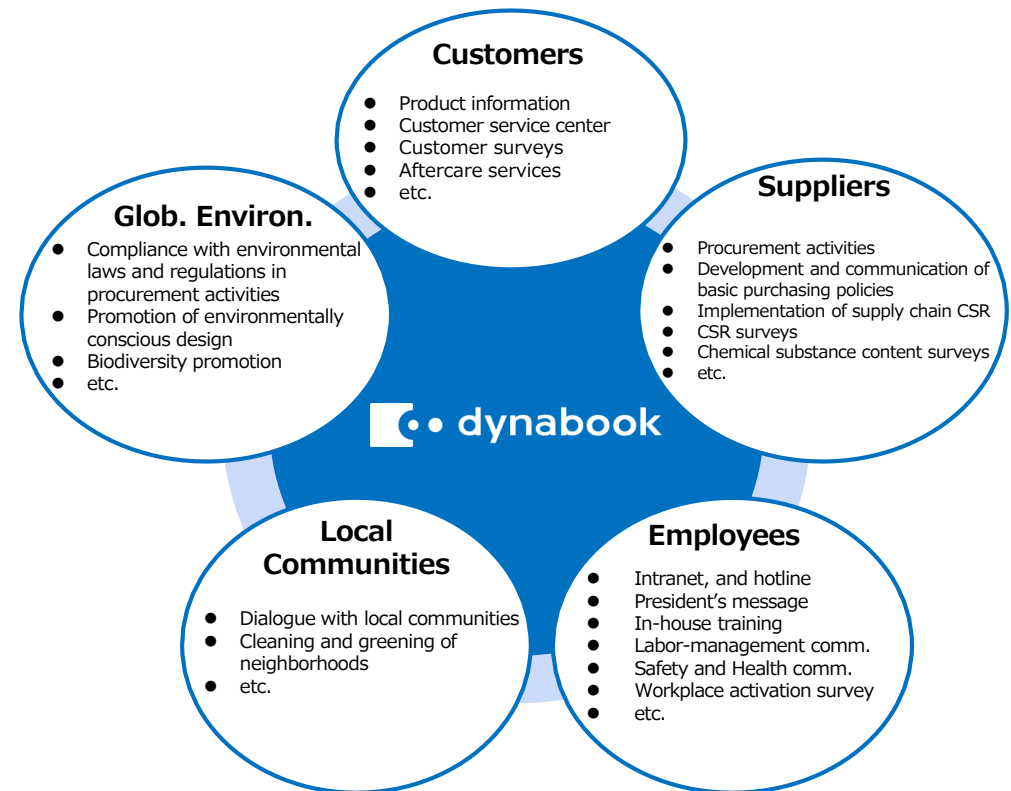 Customers
● Product information
● Customer service center
● Customer surveys
● Aftercare services
● etc.
Suppliers
● Procurement activities
● Development and communication of
basic purchasing policies
● Implementation of supply chain CSR
● CSR surveys
● Chemical substance content surveys
● etc.
Glob. Environ.
● Compliance with environmental
laws and regulations in
procurement activities
● Promotion of environmentally
conscious design
● Biodiversity promotion
● etc.
dynabook
Local
Communities
● Dialogue with local communities
● Cleaning and greening of
neighborhoods
● etc.
Employees
● Intranet, and hotline
● President’s message
● In-house training
● Labor-management comm.
● Safety and Health comm.
● Workplace activation survey
● etc.